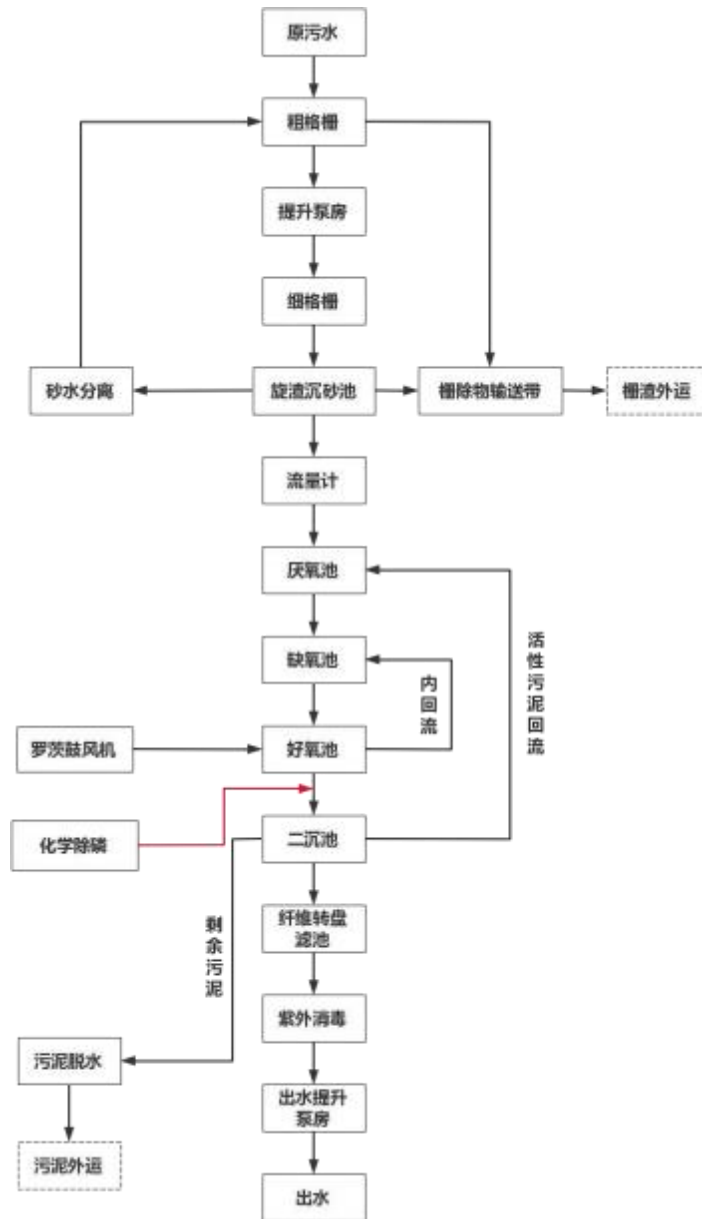 原污水
粗格栅
提升泵房
细格栅
砂水分离
旋渣沉砂池
栅除物输送带
栅渣外运
流量计
厌氧池
缺氧池
内回流
活性污泥回流
罗茨鼓风机
好氧池
化学除磷
二沉池
剩余污泥
纤维转盘
滤池
紫外消毒
污泥脱水
出水提升
泵房
污泥外运
出水